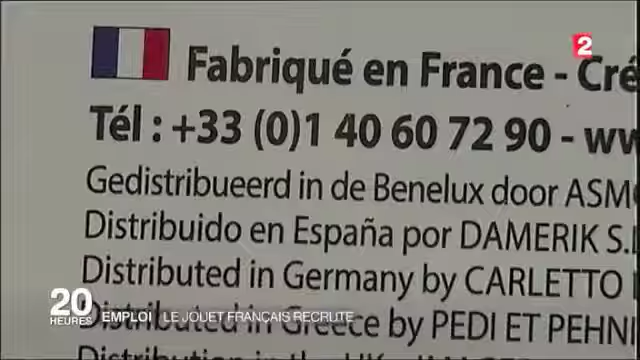 2
Fabriqué en France - Cré
Tél : +33 (0)1 40 60 72 90 - ww
Gedistribueerd in de Benelux door ASM
Distribuido en España por DAMERIK S.
Distributed in Germany by CARLETTO
Distributed in Greece by PEDI ET PEHN
20 HEURES EMPLOI LE JOUET FRANÇAIS RECRUTE